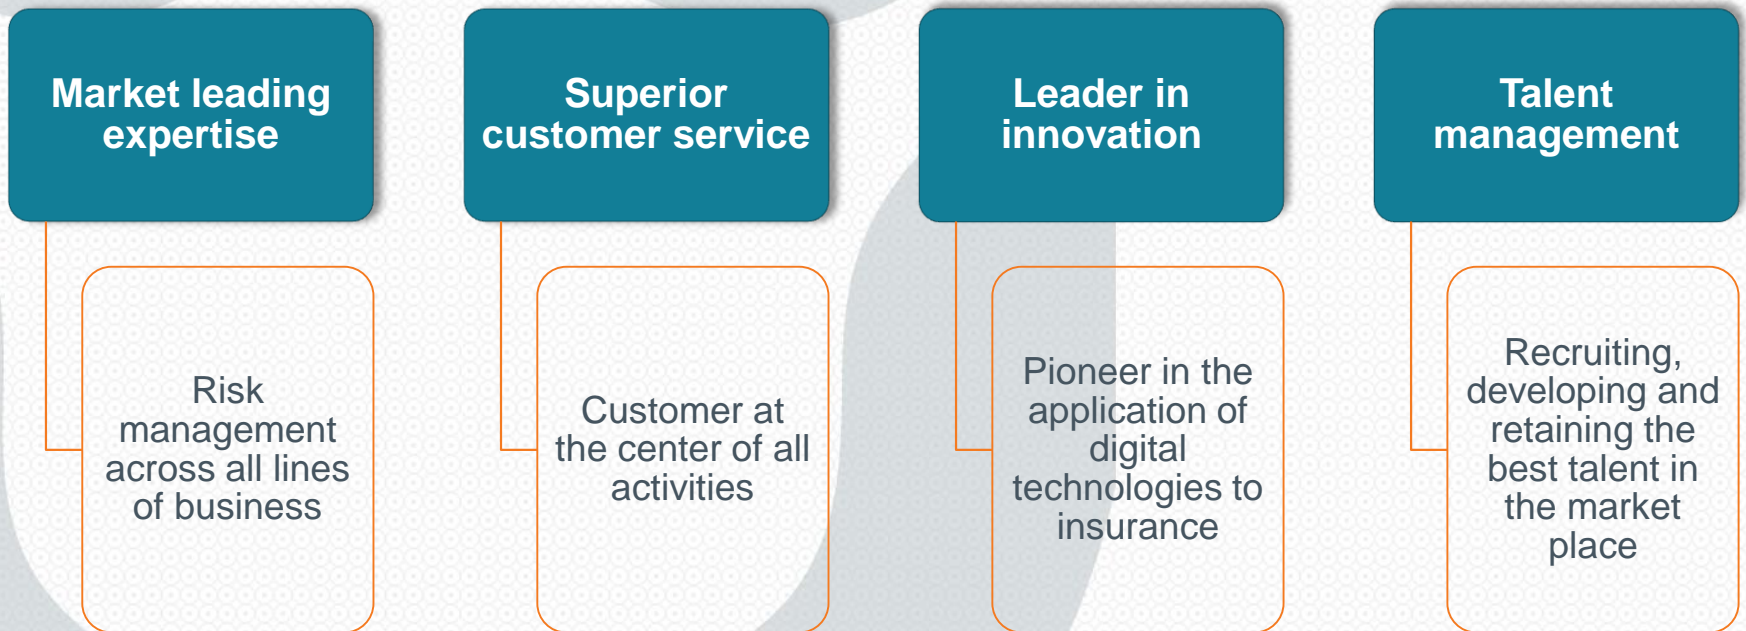 Market leading
expertise
Risk
management
across all lines
of business
Superior
customer service
Customer at
the center of all
activities
Leader in
innovation
Pioneer in the
application of
digital
technologies to
insurance
Talent
management
Recruiting,
developing and
retaining the
best talent in
the market
place